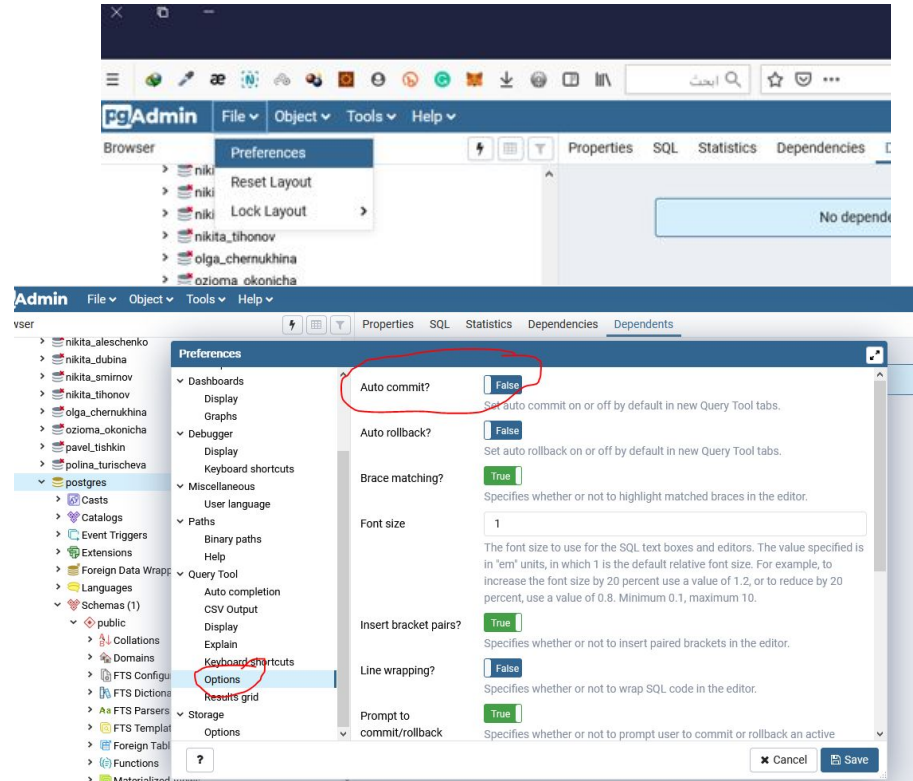 ابحث
pgAdmin File Object Tools Help
Browser
Preferences
Reset Layout
Lock Layout
Properties SQL Statistics Dependencies
niki
niki
niki
nikita_tihonov
olga_chernukhina
ozioma_okonicha
No depende
Admin File Object Tools Help
wser
Properties SQL Statistics Dependencies Dependents
nikita_aleschenko
nikita_dubina
nikita_smirnov
nikita_tihonov
olga_chernukhina
ozioma_okonicha
pavel_tishkin
polina_turischeva
postgres
Casts
Catalogs
Event Triggers
Extensions
Foreign Data Wrapp
Languages
Schemas (1)
public
Collations
Domains
FTS Configu
FTS Dictiona
FTS Parsers
FTS Templat
Foreign Tabl
Functions
Preferences
Dashboards
Display
Graphs
Debugger
Display
Keyboard shortcuts
Miscellaneous
User language
Paths
Binary paths
Help
Query Tool
Auto completion
CSV Output
Display
Explain
Keyboard shortcuts
Options
Results grid
Storage
Options
Auto commit? False
Set auto commit on or off by default in new Query Tool tabs.
Auto rollback? False
Set auto rollback on or off by default in new Query Tool tabs.
Brace matching? True
Specifies whether or not to highlight matched braces in the editor.
Font size 1
The font size to use for the SQL text boxes and editors. The value specified is
in "em" units, in which 1 is the default relative font size. For example, to
increase the font size by 20 percent use a value of 1.2, or to reduce by 20
percent, use a value of 0.8. Minimum 0.1, maximum 10.
Insert bracket pairs? True
Specifies whether or not to insert paired brackets in the editor.
Line wrapping? False
Specifies whether or not to wrap SQL code in the editor.
Prompt to
commit/rollback
True
Specifies whether or not to prompt user to commit or rollback an active
? Cancel Save